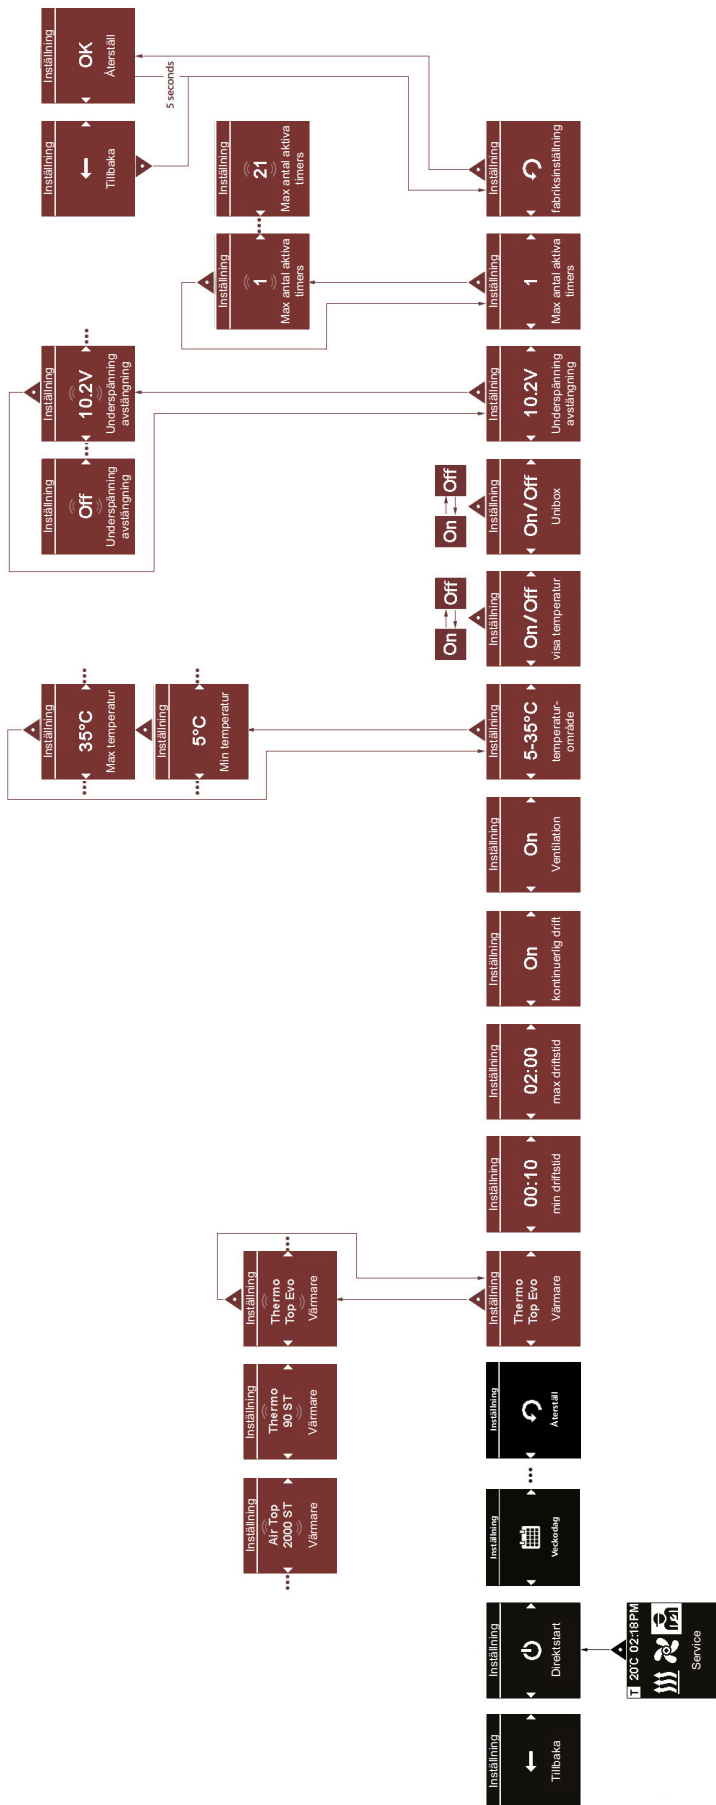 Inställning
OK
Återställ
5 seconds
Inställning
Tillbaka
Inställning
21
Max antal aktiva
timers
Inställning
fabriksinställning
Inställning
1
Max antal aktiva
timers
Inställning
1
Max antal aktiva
timers
Inställning
10.2V
Underspänning
avstängning
Inställning
10.2V
Underspänning
avstängning
Inställning
Off
Underspänning
avstängning
On
Off
Inställning
On/Off
Unibox
On
Off
Inställning
On/Off
visa temperatur
Inställning
35°C
Max temperatur
Inställning
5°C
Min temperatur
Inställning
5-35°C
temperatur-
område
Inställning
On
Ventilation
Inställning
On
kontinuerlig drift
Inställning
02:00
max driftstid
Inställning
00:10
min driftstid
Inställning
Thermo
Top Evo
Värmare
Inställning
Thermo
Top Evo
Värmare
Inställning
Thermo
90 ST
Värmare
Inställning
Återställ
Inställning
Air Top
2000 ST
Värmare
Inställning
Veckodag
Inställning
Direktstart
T 20°C 02:18PM
Service
Inställning
Tillbaka